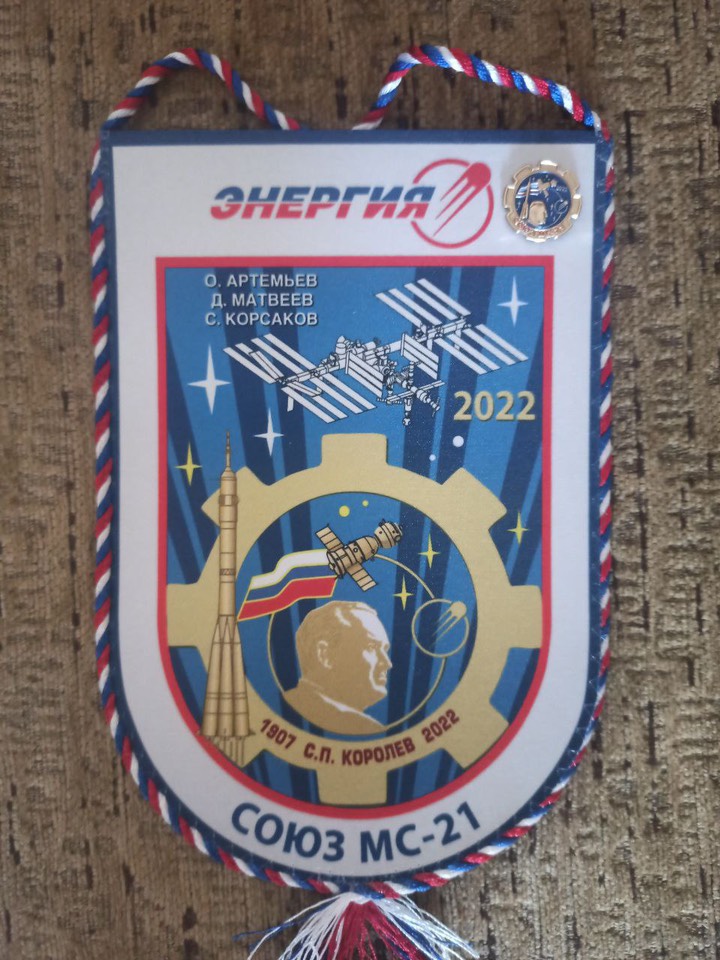 ЭНЕРГИЯ
О. АРТЕМЬЕВ
Д. МАТВЕЕВ
С. КОРСАКОВ
2022
1907 С.П. КОРОЛЕВ 2022
СОЮЗ МС-21